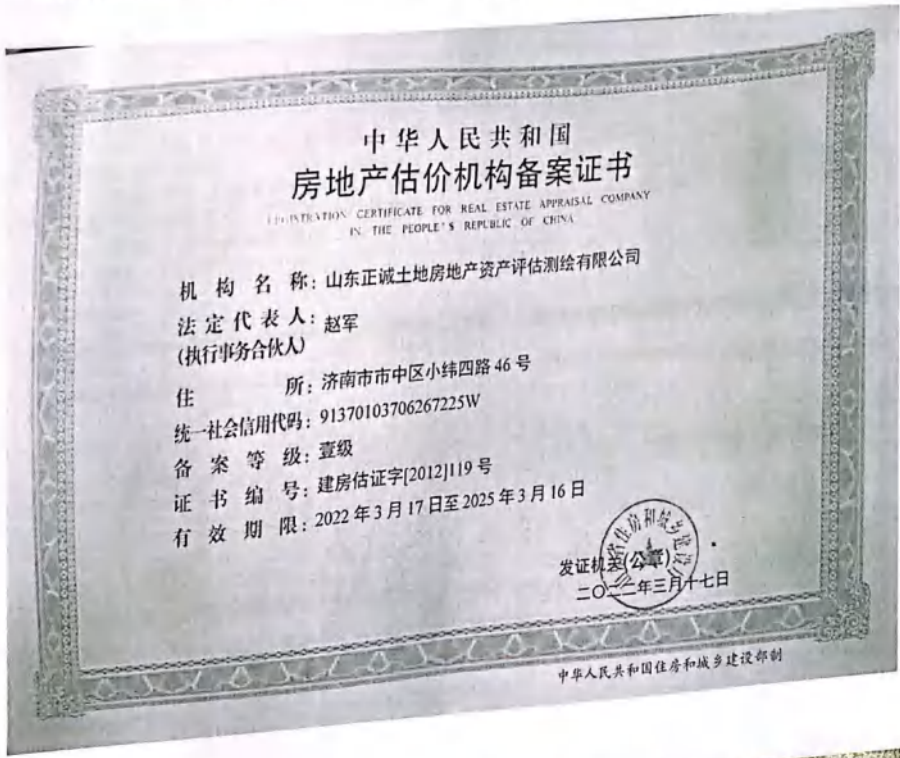 中华人民共和国
房地产估价机构备案证书
REGISTRATION CERTIFICATE FOR REAL ESTATE APPRAISAL COMPANY
IN THE PEOPLE'S REPUBLIC OF CHINA
机构名称：山东正诚土地房地产资产评估测绘有限公司
法定代表人：赵军
(执行事务合伙人)
住所：济南市市中区小纬四路46号
统一社会信用代码：91370103706267225W
备案等级：壹级
证书编号：建房估证字[2012]119号
有效期限：2022年3月17日至2025年3月16日
省住房和城乡建设
发证机关(公章)
二〇二二年三月十七日
中华人民共和国住房和城乡建设部制